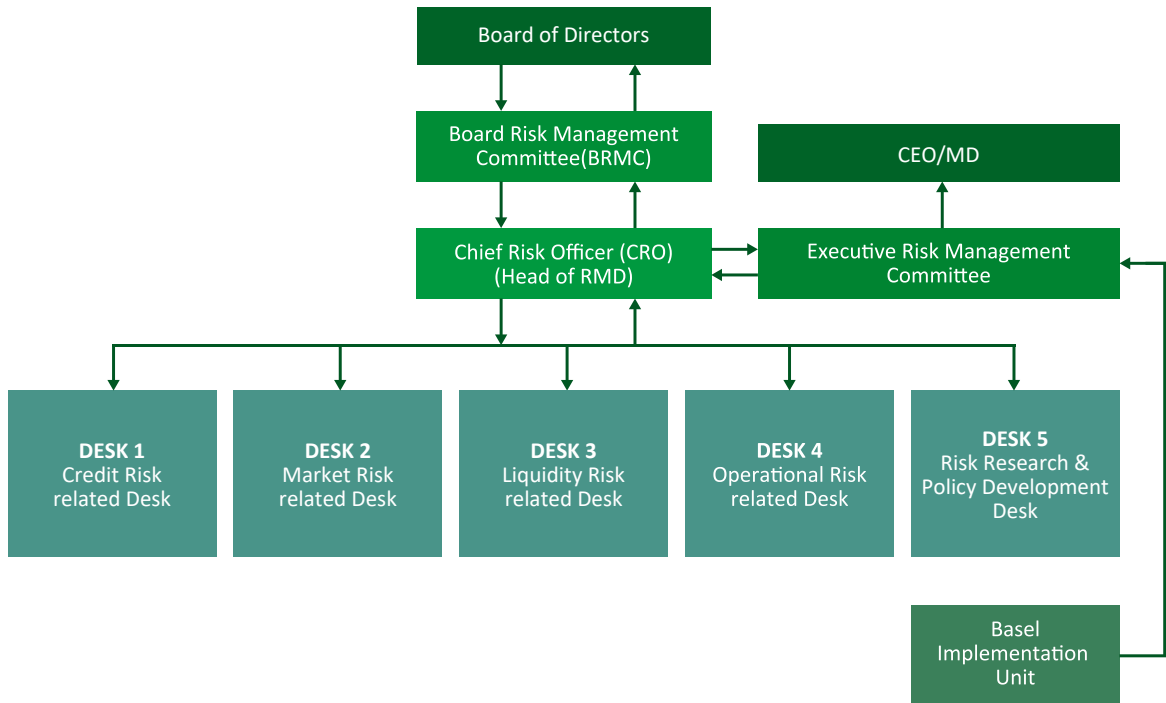 Board of Directors
Board Risk Management
Committee(BRMC)
CEO/MD
Chief Risk Officer (CRO)
(Head of RMD)
Executive Risk Management
Committee
DESK 1
Credit Risk
related Desk
DESK 2
Market Risk
related Desk
DESK 3
Liquidity Risk
related Desk
DESK 4
Operational Risk
related Desk
DESK 5
Risk Research &
Policy Development
Desk
Basel
Implementation
Unit